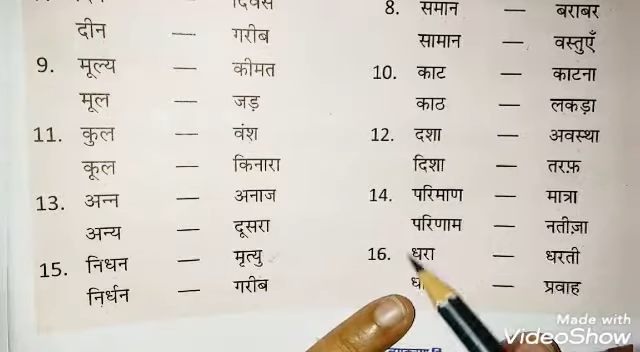 दिवस 8. समान — बराबर
दीन — गरीब सामान — वस्तुएँ
9. मूल्य — कीमत 10. काट — काटना
मूल — जड़ काठ — लकड़ा
11. कुल — वंश 12. दशा — अवस्था
कूल — किनारा दिशा — तरफ़
13. अन्न — अनाज 14. परिमाण — मात्रा
अन्य — दूसरा परिणाम — नतीज़ा
15. निधन — मृत्यु 16. धरा — धरती
निर्धन — गरीब — प्रवाह
Made with
VideoShow